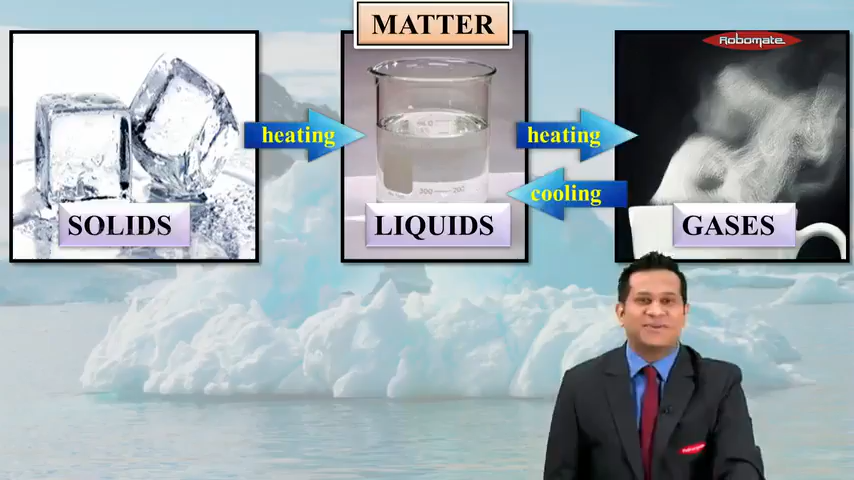 MATTER
Robomate
heating
heating
cooling
SOLIDS
LIQUIDS
GASES